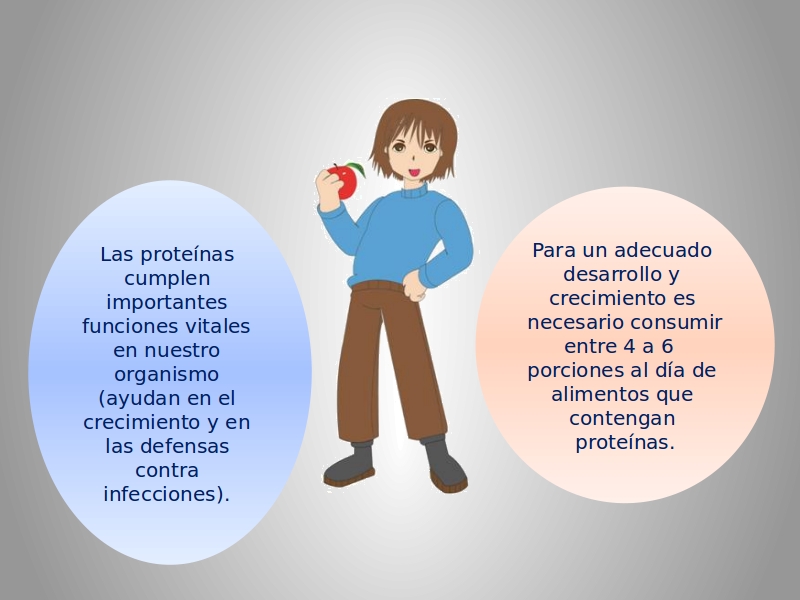 Las proteínas
cumplen
importantes
funciones vitales
en nuestro
organismo
(ayudan en el
crecimiento y en
las defensas
contra
infecciones).
Para un adecuado
desarrollo y
crecimiento es
necesario consumir
entre 4 a 6
porciones al día de
alimentos que
contengan
proteínas.